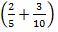 (2/5 + 3/10)